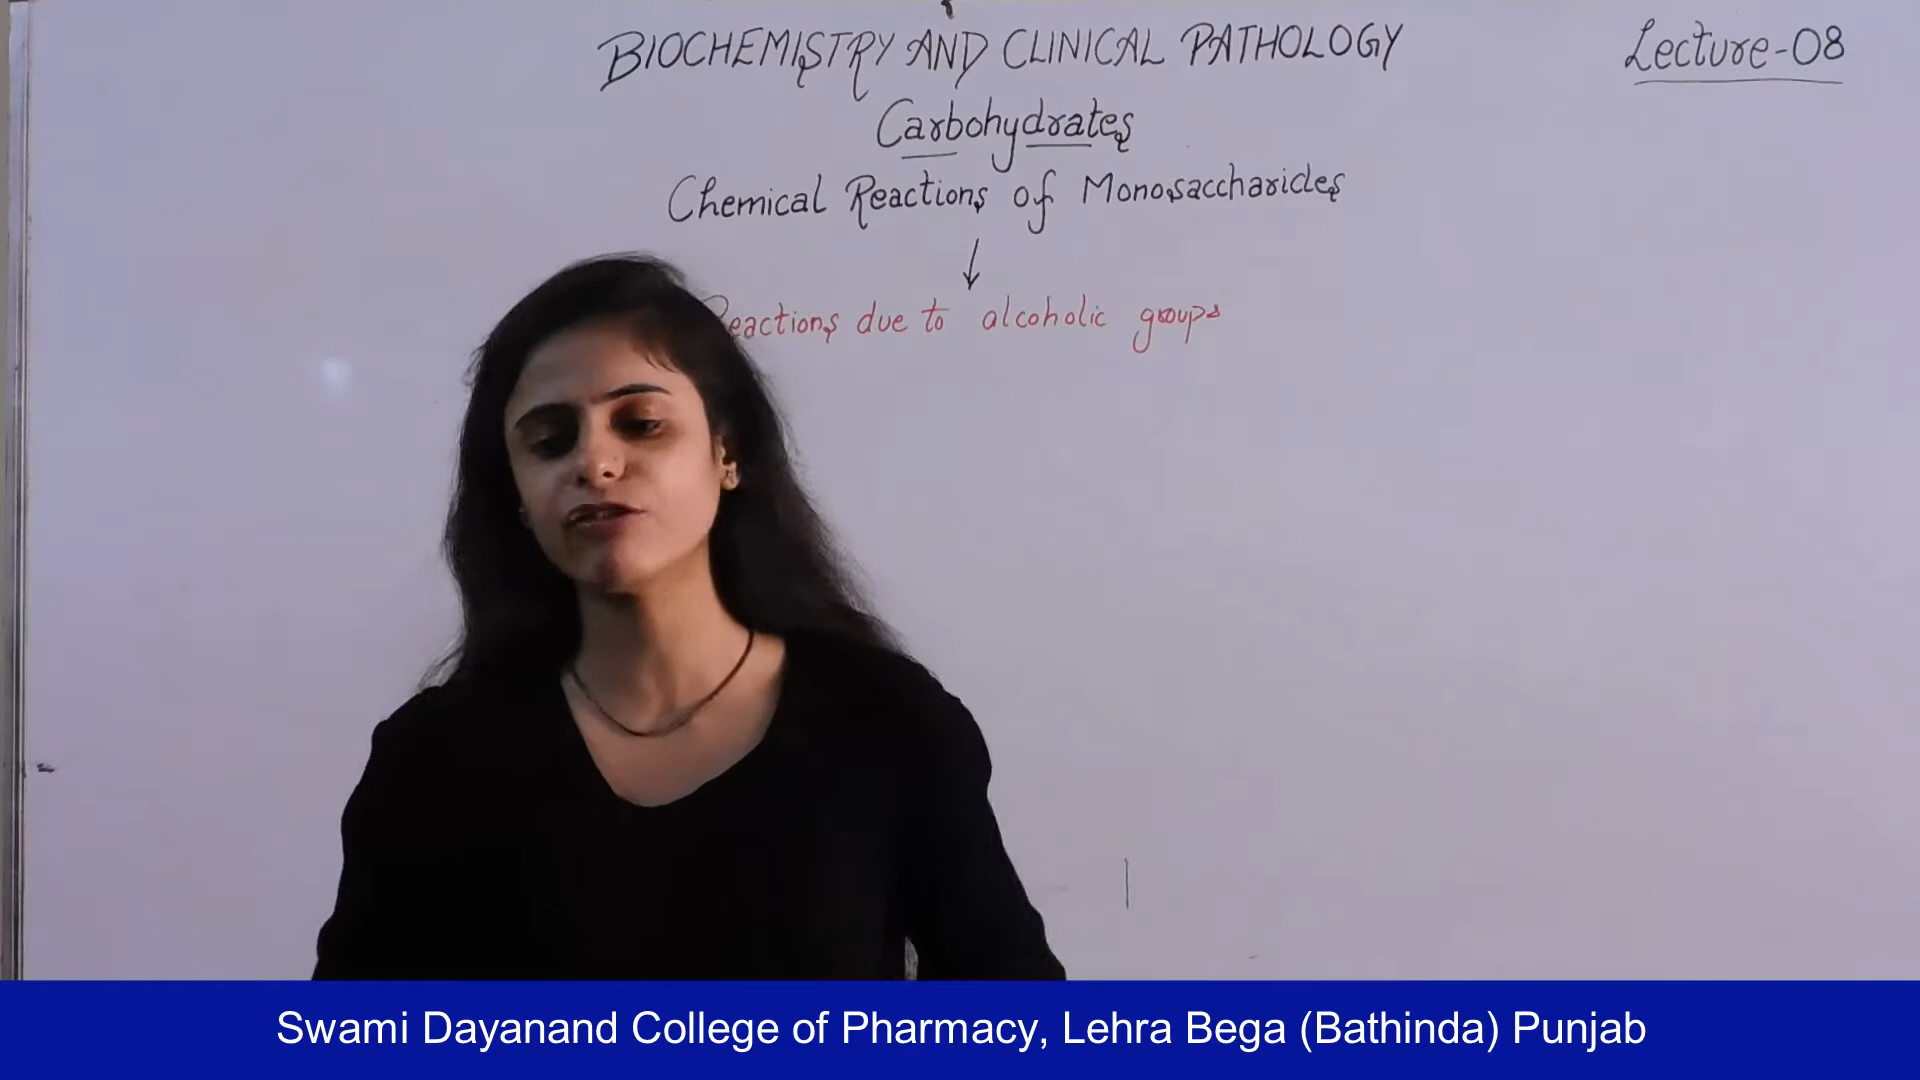 BIOCHEMISTRY AND CLINICAL PATHOLOGY
Lecture-08
Carbohydrates
Chemical Reactions of Monosaccharides
↓
Reactions due to alcoholic groups
Swami Dayanand College of Pharmacy, Lehra Bega (Bathinda) Punjab